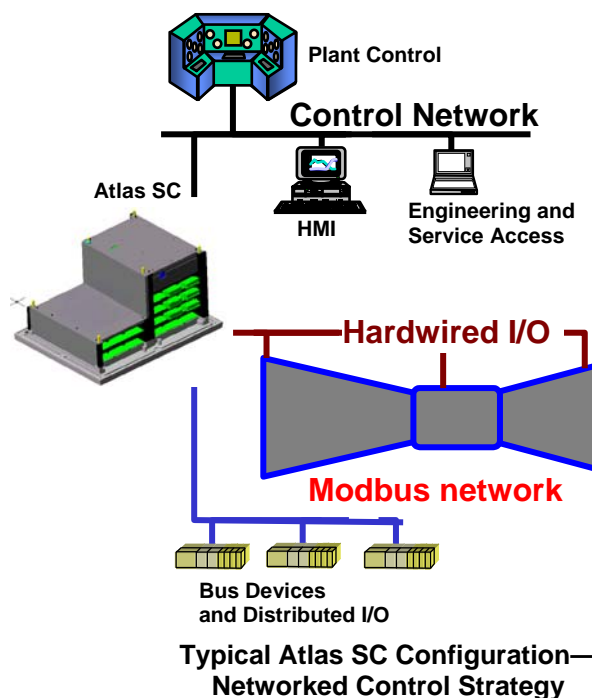 Plant Control
Control Network
Atlas SC
HMI
Engineering and
Service Access
Hardwired I/O
Modbus network
Bus Devices
and Distributed I/O
Typical Atlas SC Configuration—
Networked Control Strategy